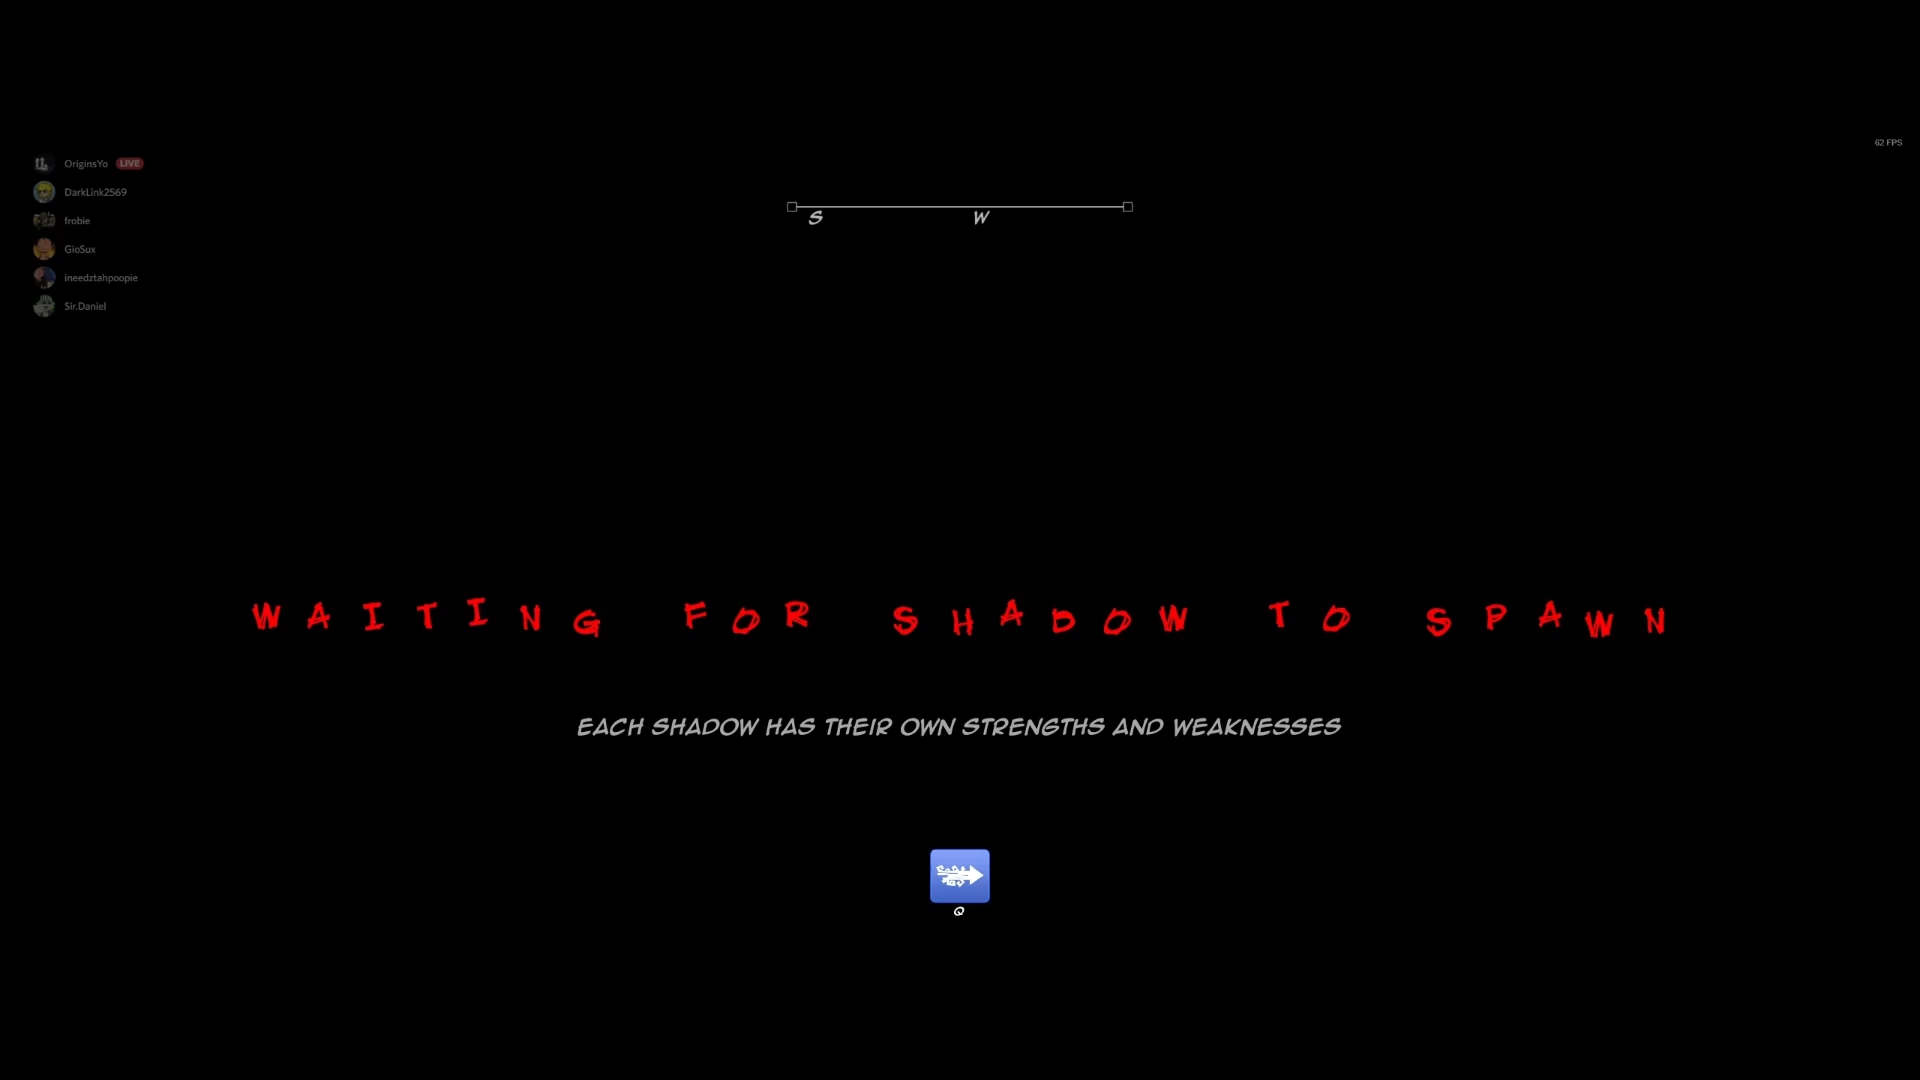 62 FPS
OriginsYo LIVE
DarkLink2569
frobie
GioSux
ineedztahpoopie
Sir.Daniel
S W
WAITING FOR SHADOW TO SPAWN
EACH SHADOW HAS THEIR OWN STRENGTHS AND WEAKNESSES
Q